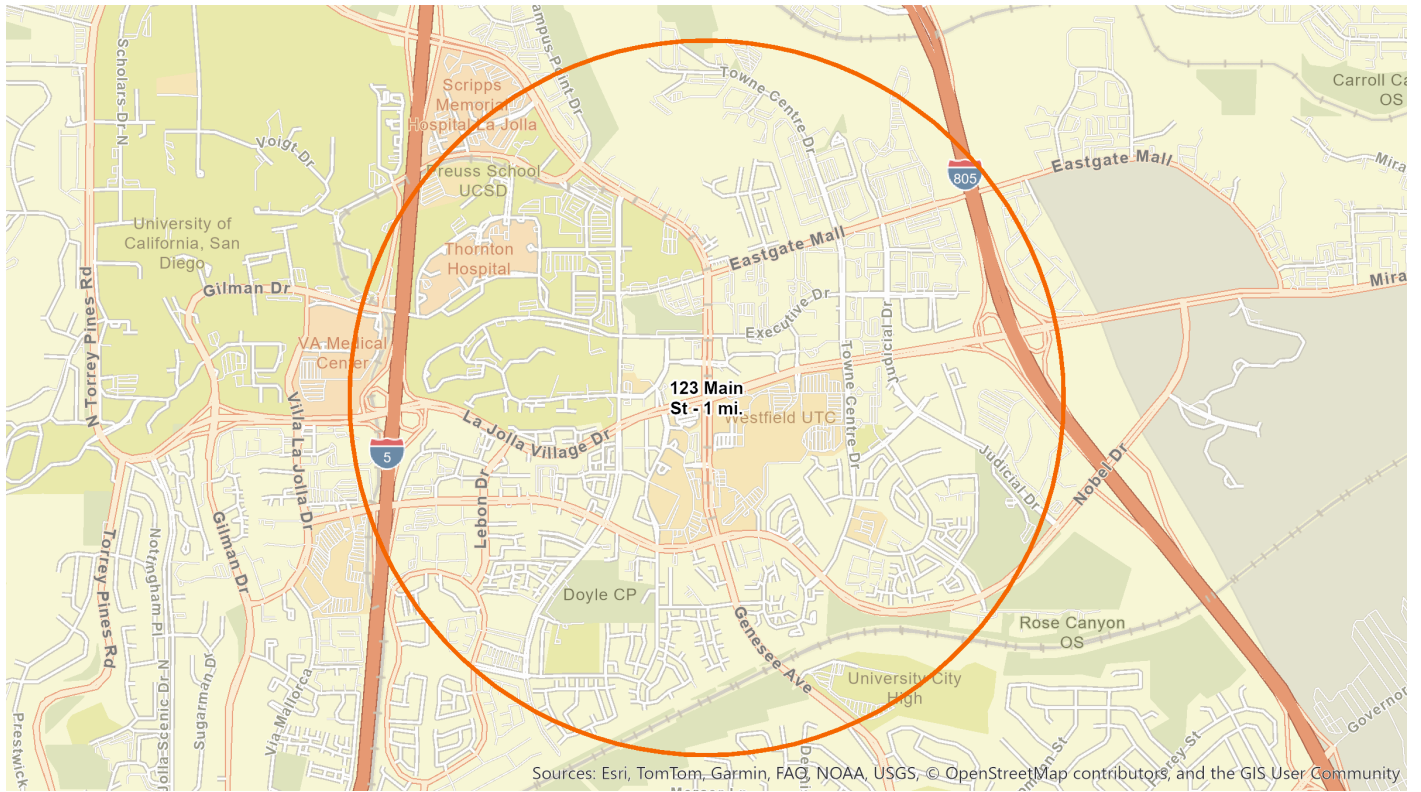 Scholars Dr N
Campus Point Dr
Towne Centre Dr
Carroll Ca
OS
Scripps
Memorial
Hospital La Jolla
Voigt Dr
Preuss School
UCSD
805
Eastgate Mall
Mira
University of
California, San
Diego
Thornton
Hospital
Eastgate Mall
N Torrey Pines Rd
Gilman Dr
Executive Dr
Judicial Dr
Mira
VA Medical
Center
Towne Centre Dr
123 Main
St - 1 mi.
Westfield UTC
La Jolla Village Dr
Villa La Jolla Dr
5
Lebon Dr
Judicial Dr
Nobel Dr
Gilman Dr
Torrey Pines Rd
Nottingham Pl
Doyle CP
Genesee Ave
Rose Canyon
OS
La Jolla Scenic Dr N
Sugarman Dr
Via Mallorca
University City
High
Prestwick
Governor
Sources: Esri, TomTom, Garmin, FAO, NOAA, USGS, © OpenStreetMap contributors, and the GIS User Community